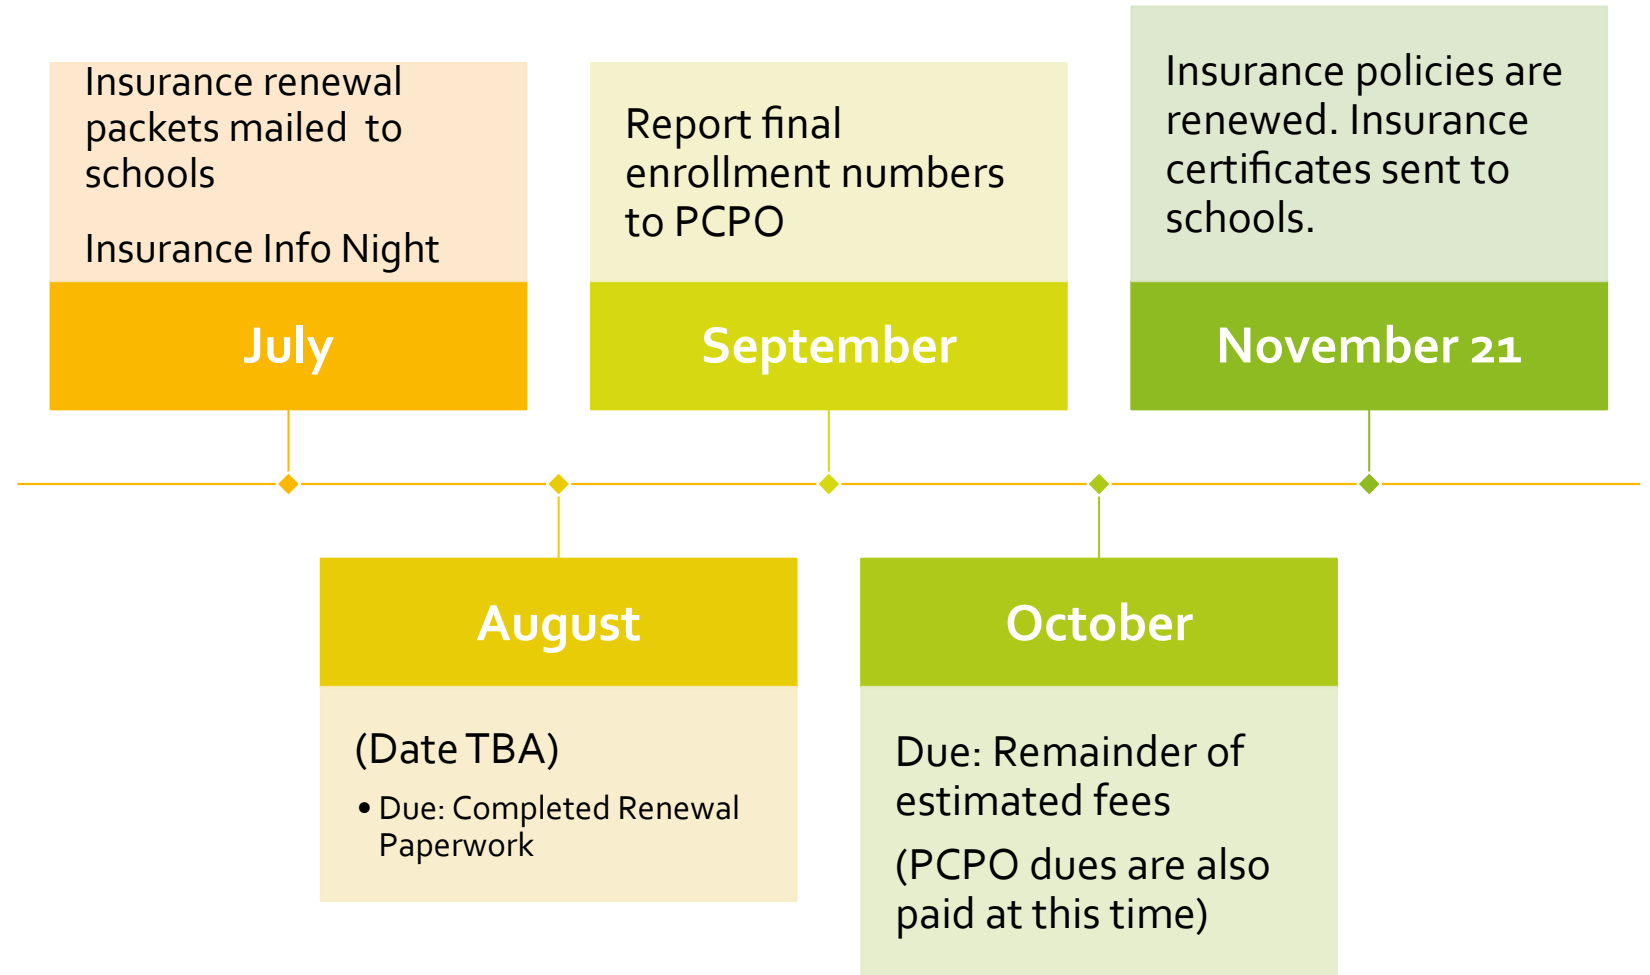 Insurance renewal
packets mailed to
schools
Insurance Info Night
July
(Date TBA)
• Due: Completed Renewal
Paperwork
August
Report final
enrollment numbers
to PCPO
September
Due: Remainder of
estimated fees
(PCPO dues are also
paid at this time)
October
Insurance policies are
renewed. Insurance
certificates sent to
schools.
November 21